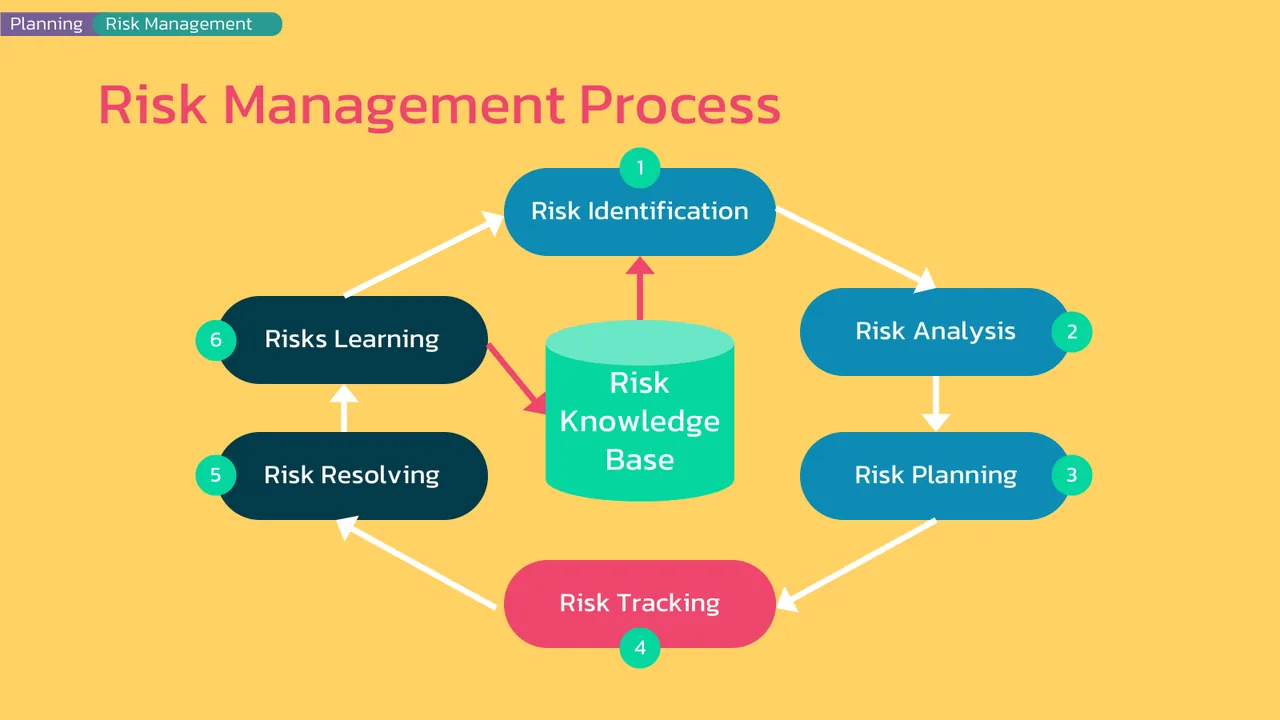 Planning Risk Management
Risk Management Process
1
Risk Identification
Risk Analysis
2
Risks Learning
6
Risk
Knowledge
Base
Risk Resolving
5
Risk Planning
3
Risk Tracking
4